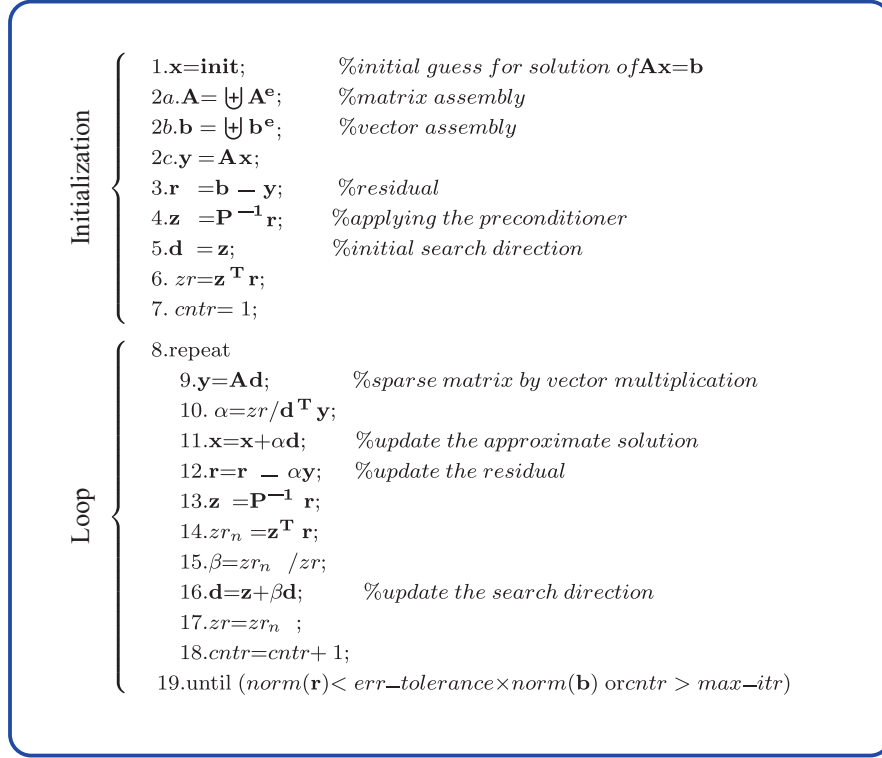 Initialization
1.x=init; %initial guess for solution ofAx=b
2a.A= ⊎ Aᵉ; %matrix assembly
2b.b = ⊎ bᵉ; %vector assembly
2c.y = Ax;
3.r =b − y; %residual
4.z =P⁻¹r; %applying the preconditioner
5.d = z; %initial search direction
6. zr=zᵀr;
7. cntr= 1;
Loop
8.repeat
9.y=Ad; %sparse matrix by vector multiplication
10. α=zr/dᵀy;
11.x=x+αd; %update the approximate solution
12.r=r − αy; %update the residual
13.z =P⁻¹ r;
14.zrₙ =zᵀ r;
15.β=zrₙ /zr;
16.d=z+βd; %update the search direction
17.zr=zrₙ ;
18.cntr=cntr+ 1;
19.until (norm(r)< err–tolerance×norm(b) orcntr > max–itr)